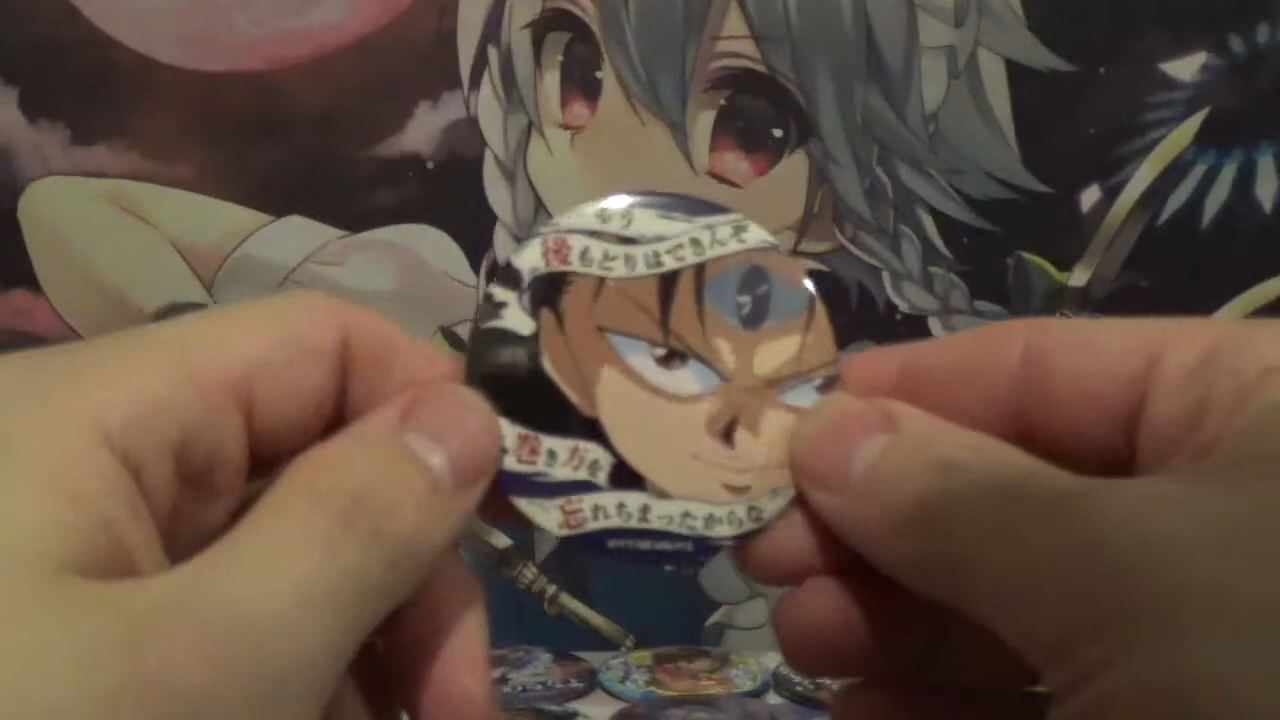 もう
後もどりはできんぞ
巻き方を
忘れちまったからな